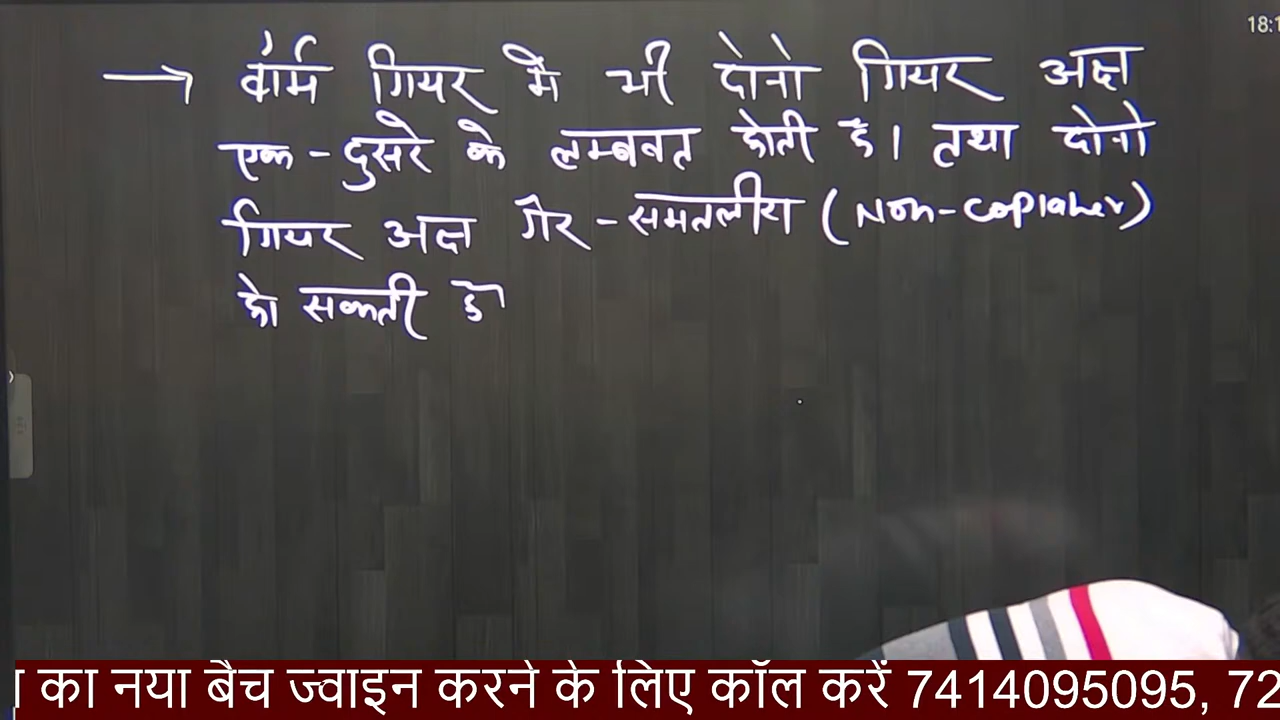 18:1
→ वार्म गियर मे भी दोनो गियर अक्ष
एक - दुसरे के लम्बवत होती है। तथा दोनो
गियर अक्ष गैर - समतलीय (Non-coplaner)
हो सकती है
का नया बैच ज्वाइन करने के लिए कॉल करें 7414095095, 72